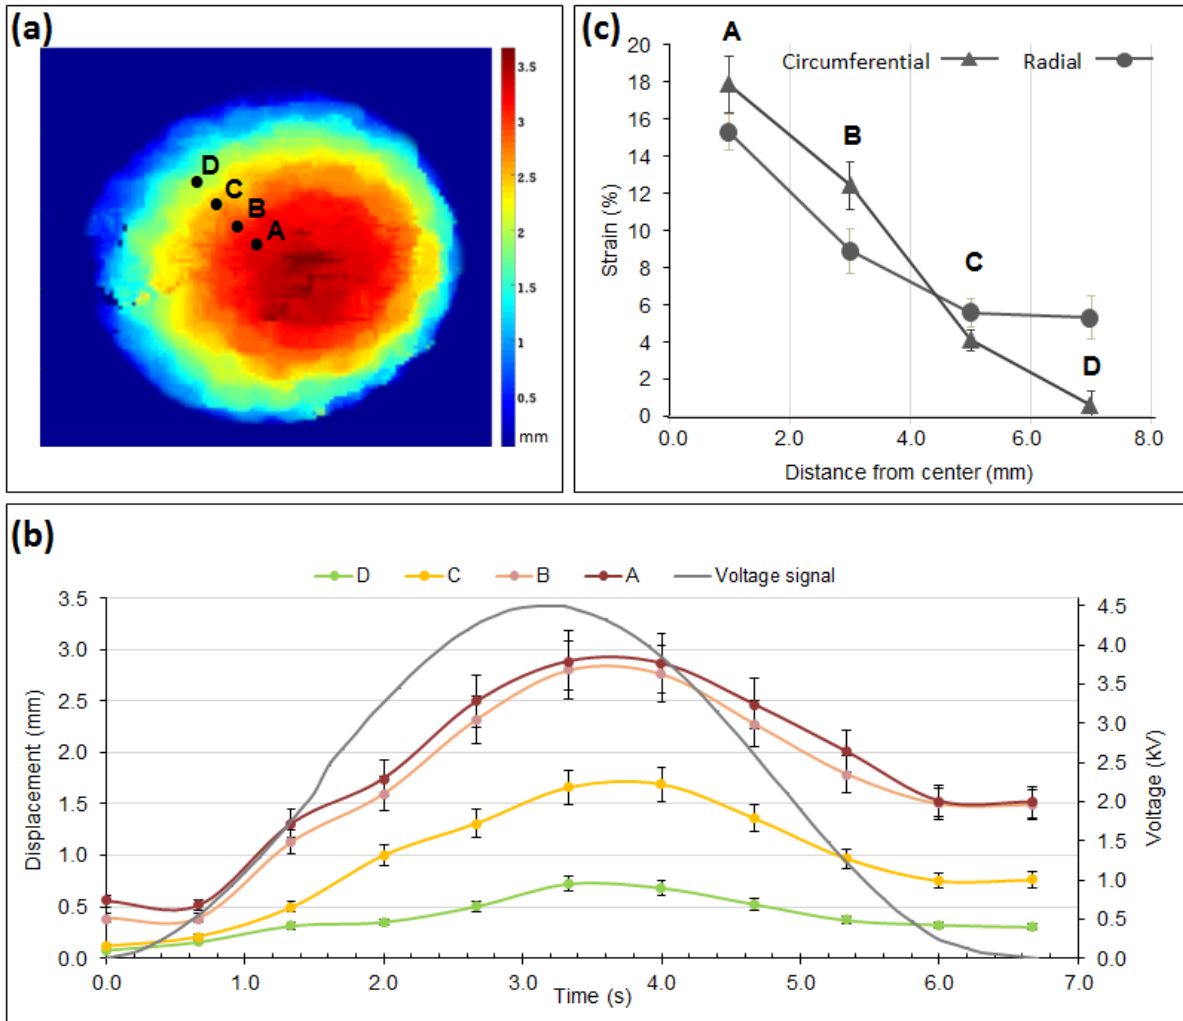 (a)
D
C
B
A
3.5
3
2.5
2
1.5
1
0.5
mm
(c)
A
B
C
D
Circumferential
Radial
Strain (%)
20
18
16
14
12
10
8
6
4
2
0
0.0 2.0 4.0 6.0 8.0
Distance from center (mm)
(b)
D C B A Voltage signal
Displacement (mm)
3.5
3.0
2.5
2.0
1.5
1.0
0.5
0.0
4.5
4.0
3.5
3.0
2.5
2.0
1.5
1.0
0.5
0.0
Voltage (kV)
0.0 1.0 2.0 3.0 4.0 5.0 6.0 7.0
Time (s)